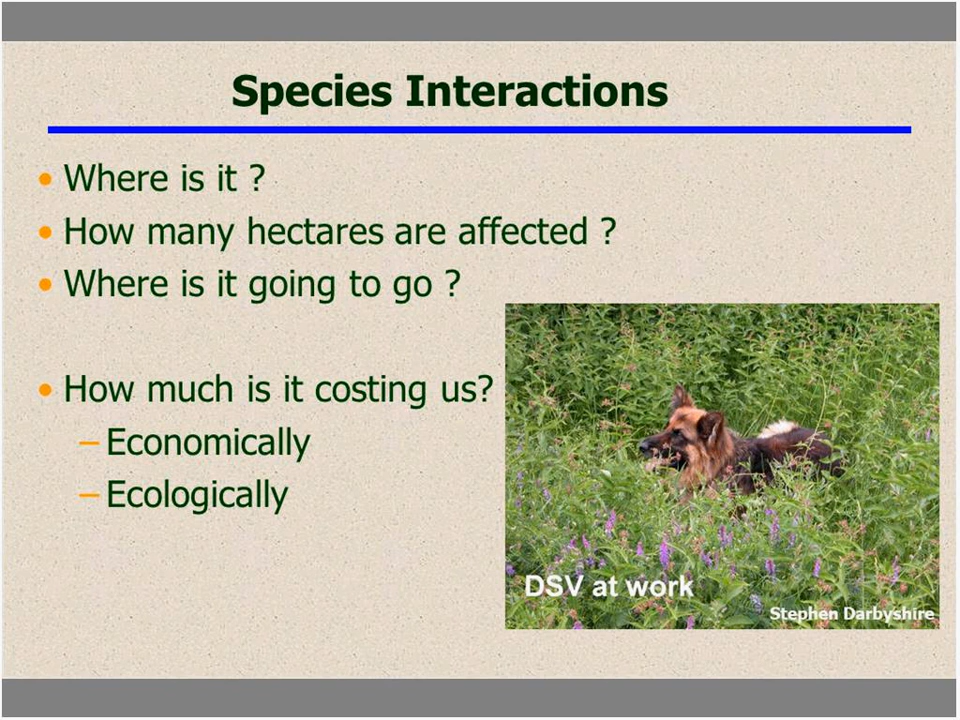 Species Interactions
• Where is it ?
• How many hectares are affected ?
• Where is it going to go ?
• How much is it costing us?
– Economically
– Ecologically
DSV at work
Stephen Darbyshire